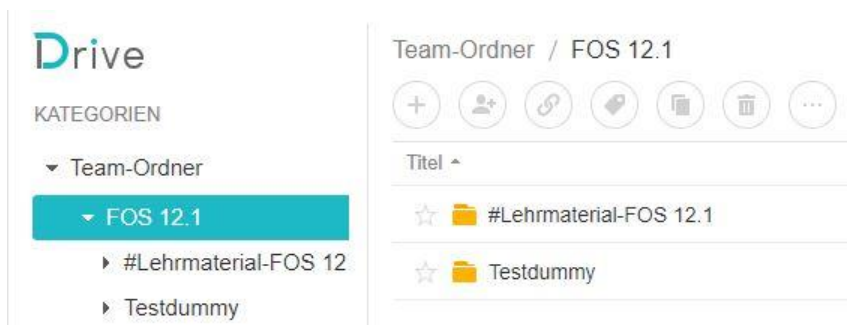 Drive
KATEGORIEN
Team-Ordner
FOS 12.1
#Lehrmaterial-FOS 12
Testdummy
Team-Ordner / FOS 12.1
Titel
#Lehrmaterial-FOS 12.1
Testdummy